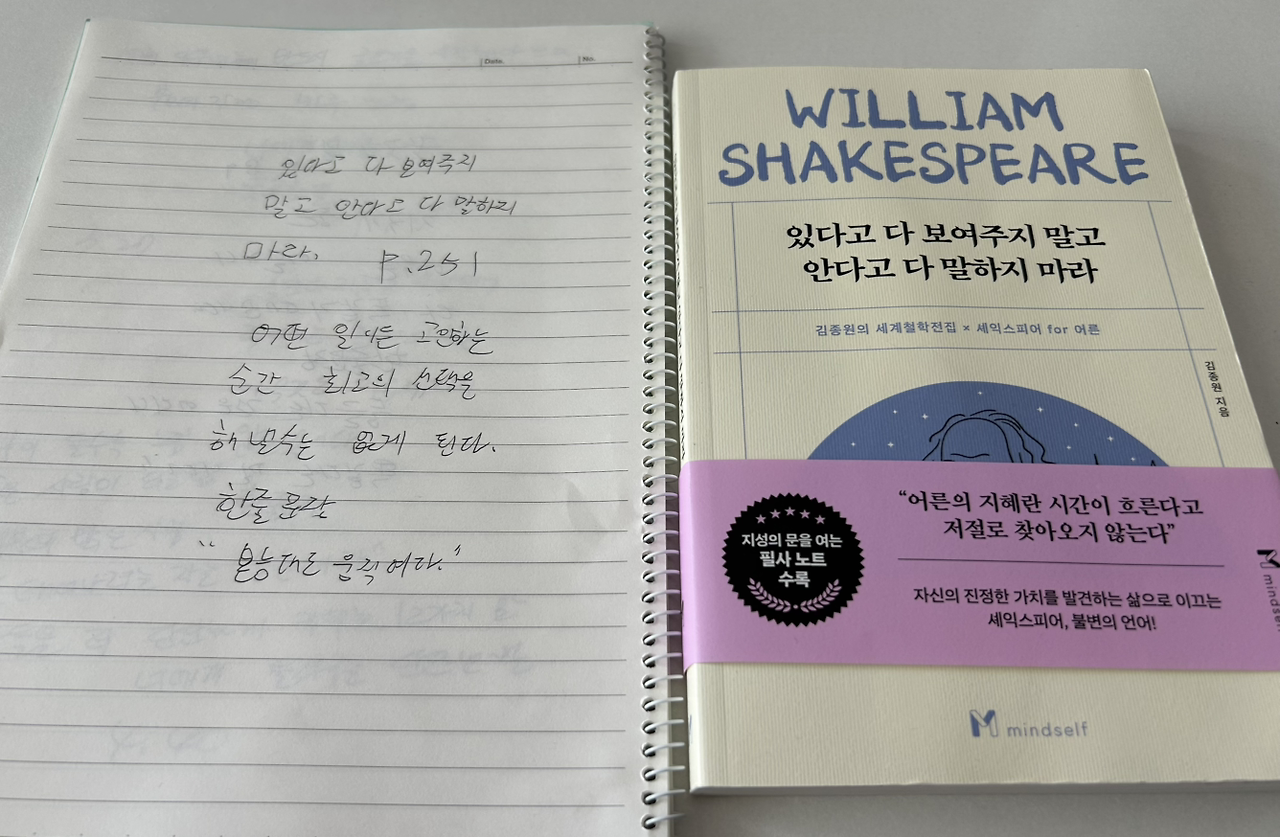 Date.
No.
있다고 다 보여주지
말고 안다고 다 말하지
마라. P.251
어떤 일이든 고민하는
순간 최고의 선택을
해낼수는 없게 된다.
한줄문장
"본능대로 움직여라."
WILLIAM
SHAKESPEARE
있다고 다 보여주지 말고
안다고 다 말하지 마라
김종원의 세계철학전집 × 셰익스피어 for 어른
김종원 지음
"어른의 지혜란 시간이 흐른다고
저절로 찾아오지 않는다"
지성의 문을 여는
필사 노트
수록
자신의 진정한 가치를 발견하는 삶으로 이끄는
셰익스피어, 불변의 언어!
mindself